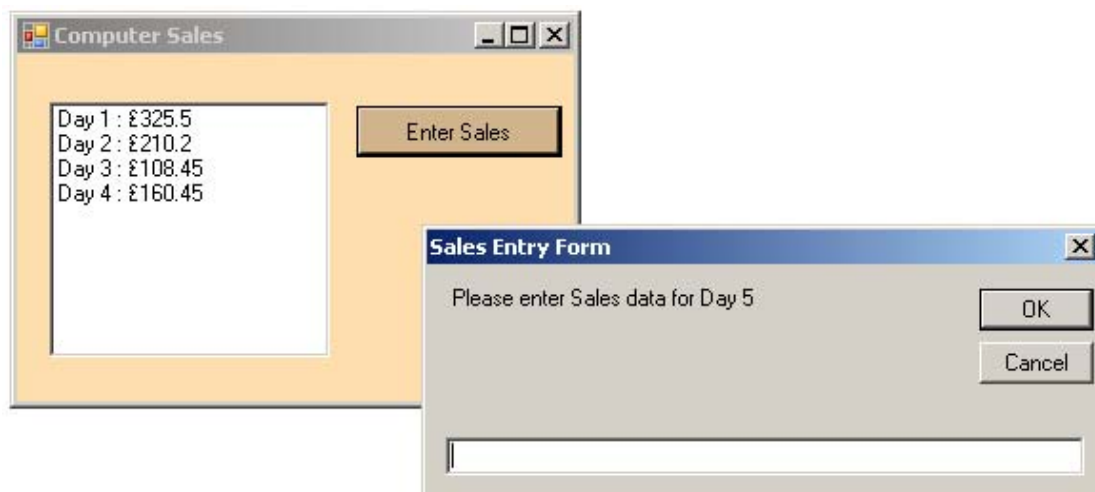 Computer Sales
Day 1 : £325.5
Day 2 : £210.2
Day 3 : £108.45
Day 4 : £160.45
Enter Sales
Sales Entry Form
Please enter Sales data for Day 5
OK
Cancel